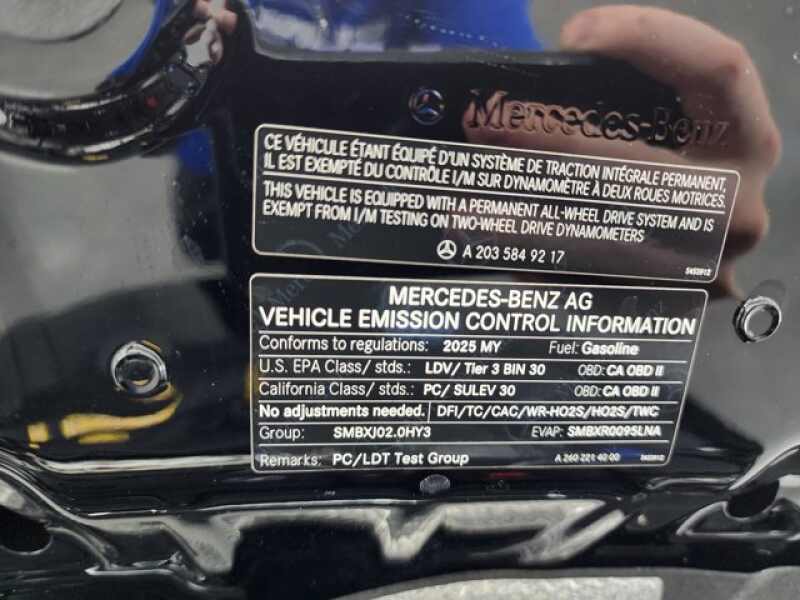 Mercedes-Benz
CE VÉHICULE ÉTANT ÉQUIPÉ D'UN SYSTÈME DE TRACTION INTÉGRALE PERMANENT,
IL EST EXEMPTÉ DU CONTRÔLE I/M SUR DYNAMOMÈTRE À DEUX ROUES MOTRICES.
THIS VEHICLE IS EQUIPPED WITH A PERMANENT ALL-WHEEL DRIVE SYSTEM AND IS
EXEMPT FROM I/M TESTING ON TWO-WHEEL DRIVE DYNAMOMETERS
A 203 584 92 17
MERCEDES-BENZ AG
VEHICLE EMISSION CONTROL INFORMATION
Conforms to regulations: 2025 MY Fuel: Gasoline
U.S. EPA Class/ stds.: LDV/ Tier 3 BIN 30 OBD: CA OBD II
California Class/ stds.: PC/ SULEV 30 OBD: CA OBD II
No adjustments needed. DFI/TC/CAC/WR-HO2S/HO2S/TWC
Group: SMBXJ02.0HY3 EVAP: SMBXR0095LNA
Remarks: PC/LDT Test Group A 260 221 40 00